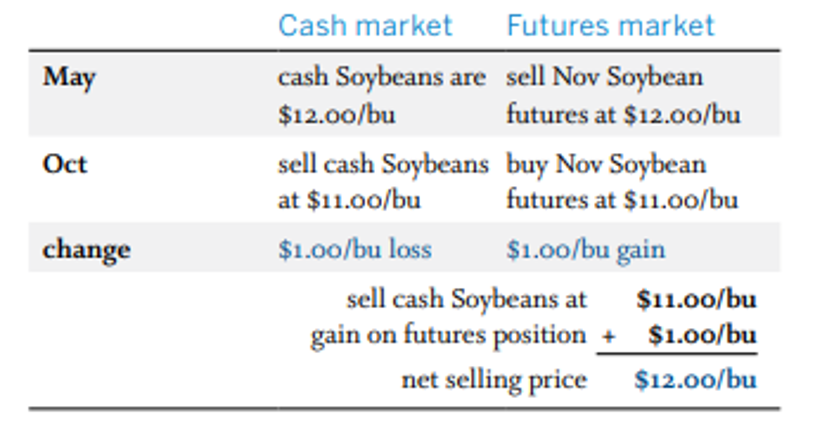 Cash market Futures market
May cash Soybeans are sell Nov Soybean
$12.00/bu futures at $12.00/bu
Oct sell cash Soybeans buy Nov Soybean
at $11.00/bu futures at $11.00/bu
change $1.00/bu loss $1.00/bu gain
sell cash Soybeans at $11.00/bu
gain on futures position + $1.00/bu
net selling price $12.00/bu